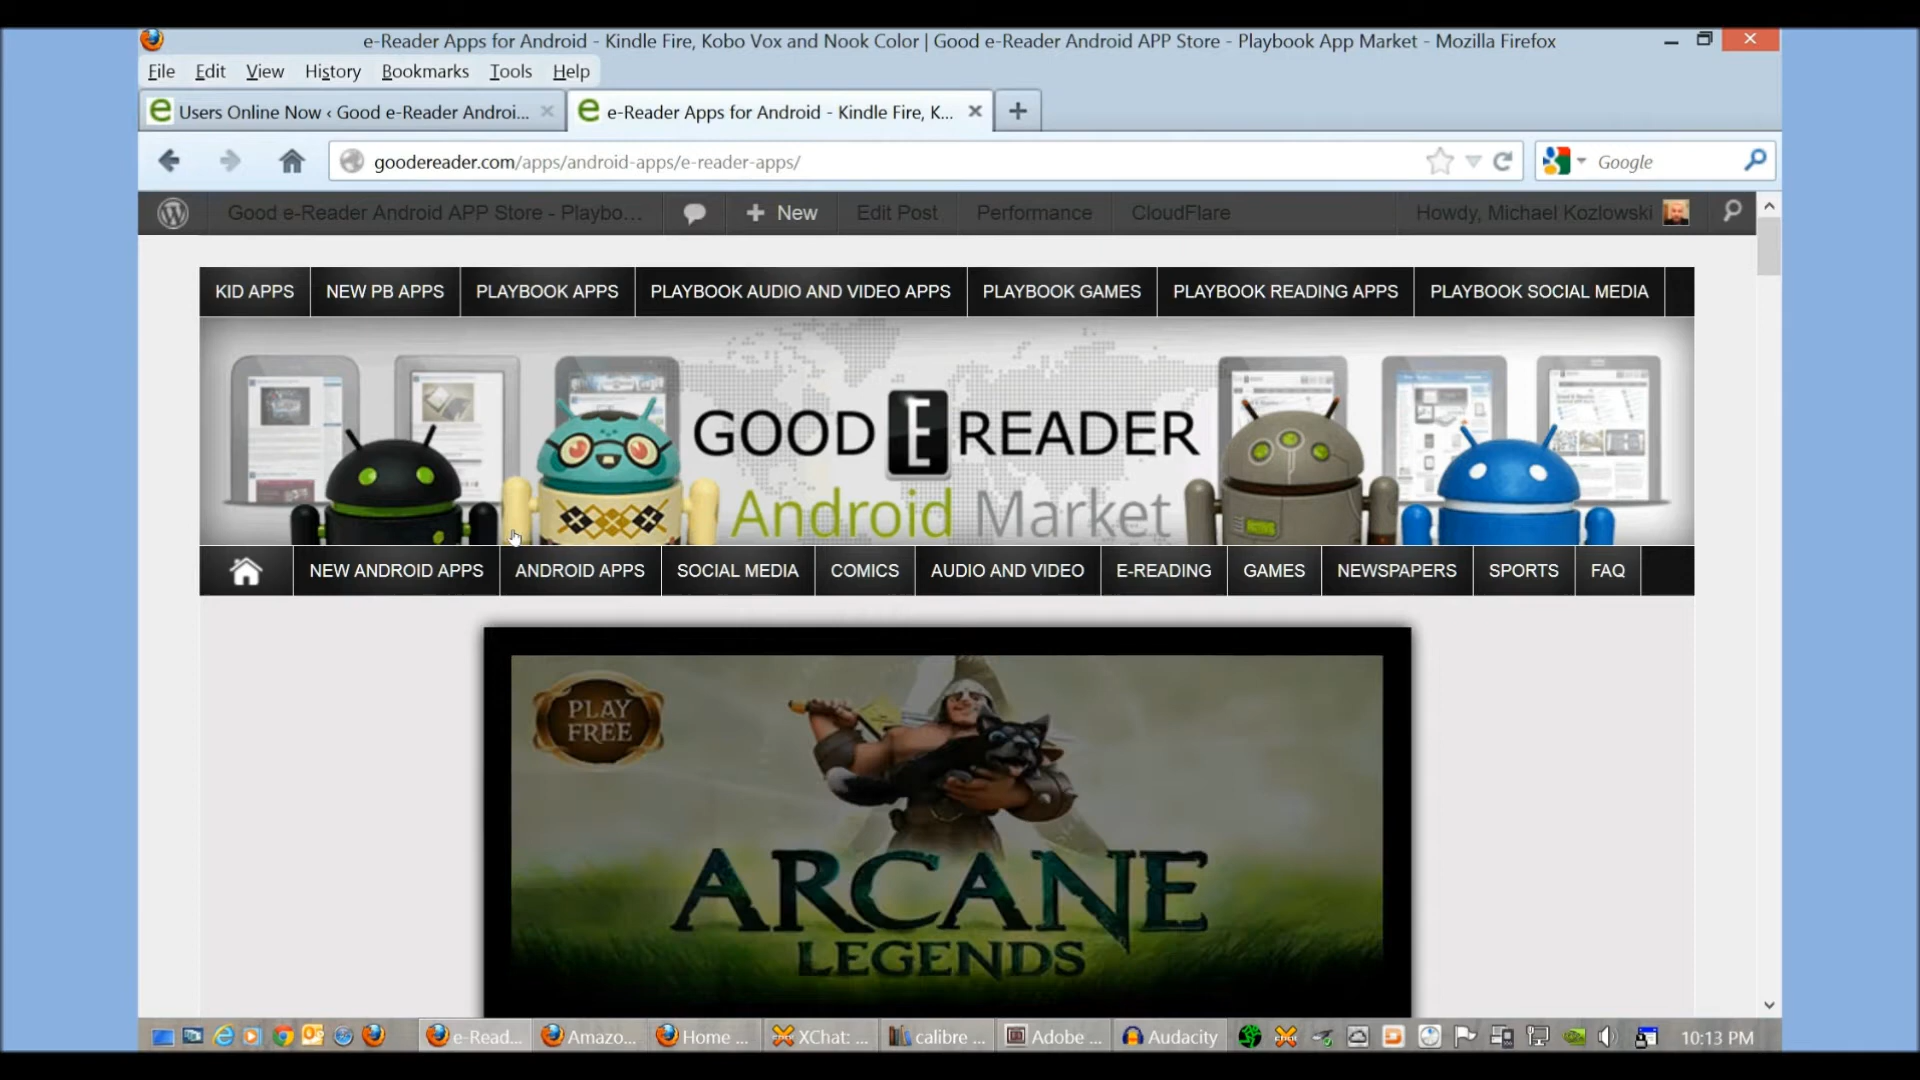 e-Reader Apps for Android - Kindle Fire, Kobo Vox and Nook Color | Good e-Reader Android APP Store - Playbook App Market - Mozilla Firefox
File Edit View History Bookmarks Tools Help
Users Online Now ‹ Good e-Reader Androi... e-Reader Apps for Android - Kindle Fire, K...
goodereader.com/apps/android-apps/e-reader-apps/ Google
Good e-Reader Android APP Store - Playbo... + New Edit Post Performance CloudFlare Howdy, Michael Kozlowski
KID APPS NEW PB APPS PLAYBOOK APPS PLAYBOOK AUDIO AND VIDEO APPS PLAYBOOK GAMES PLAYBOOK READING APPS PLAYBOOK SOCIAL MEDIA
GOOD E READER
Android Market
NEW ANDROID APPS ANDROID APPS SOCIAL MEDIA COMICS AUDIO AND VIDEO E-READING GAMES NEWSPAPERS SPORTS FAQ
PLAY
FREE
ARCANE
LEGENDS
e-Read... Amazo... Home ... XChat: ... calibre ... Adobe ... Audacity 10:13 PM